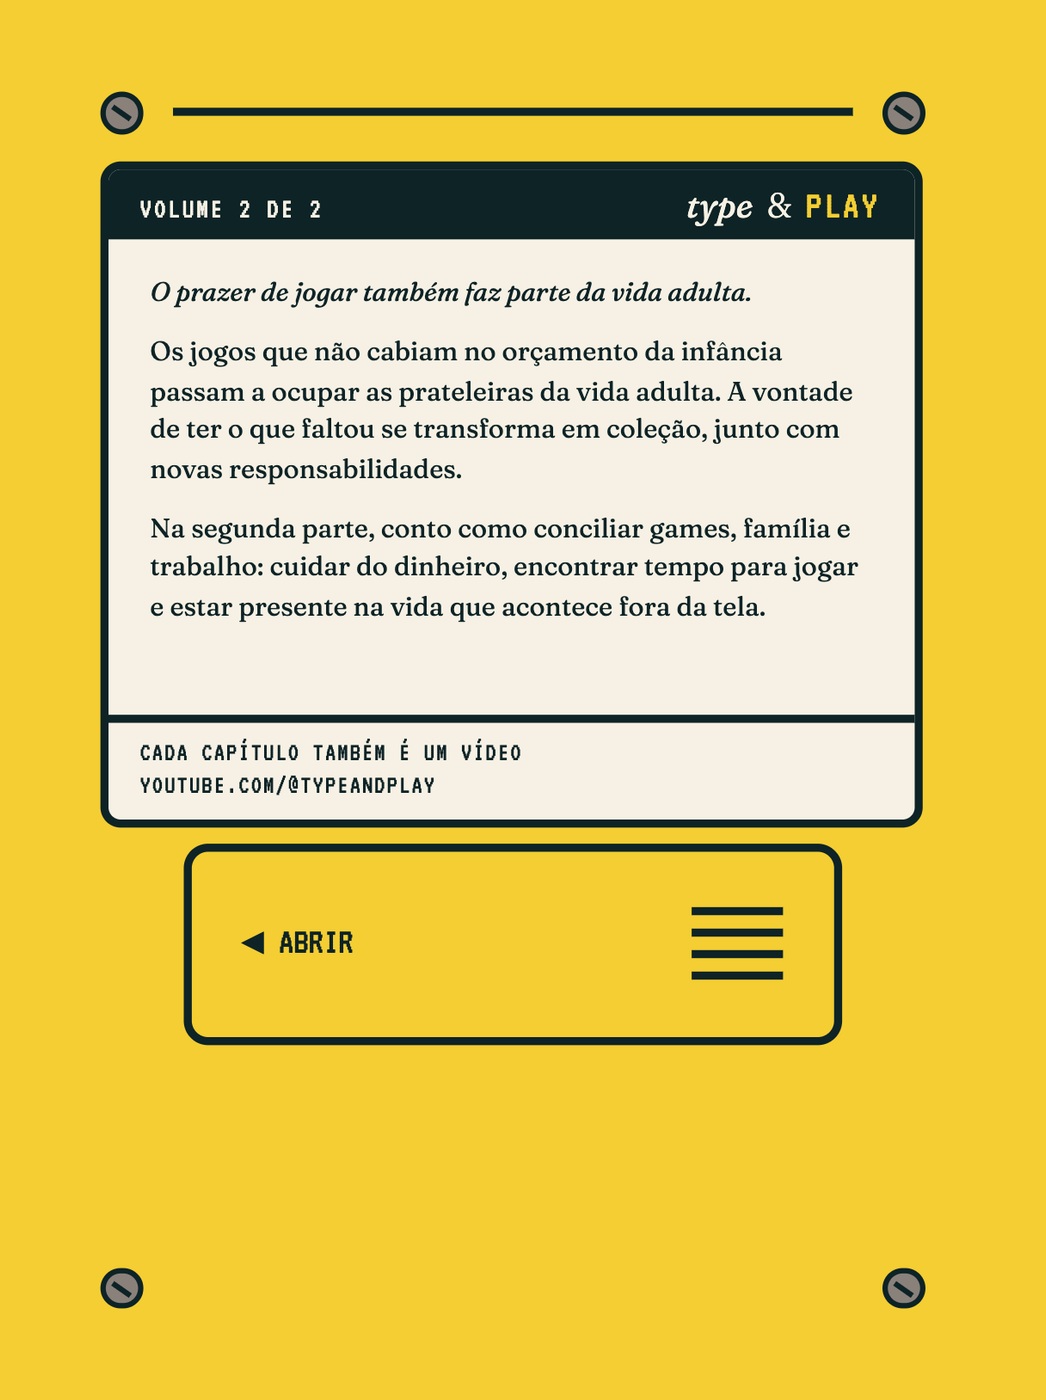 VOLUME 2 DE 2
type & PLAY
O prazer de jogar também faz parte da vida adulta.
Os jogos que não cabiam no orçamento da infância
passam a ocupar as prateleiras da vida adulta. A vontade
de ter o que faltou se transforma em coleção, junto com
novas responsabilidades.
Na segunda parte, conto como conciliar games, família e
trabalho: cuidar do dinheiro, encontrar tempo para jogar
e estar presente na vida que acontece fora da tela.
CADA CAPÍTULO TAMBÉM É UM VÍDEO
YOUTUBE.COM/@TYPEANDPLAY
◀ ABRIR